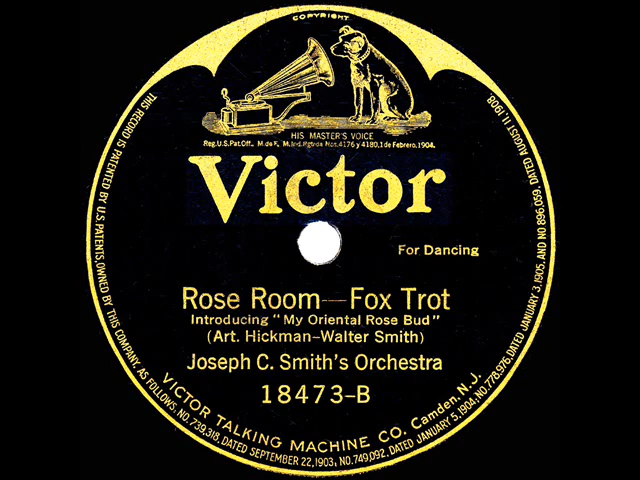 COPYRIGHT
HIS MASTER'S VOICE
Reg.U.S.Pat.Off. M.de F. M.Ind.Rgtrda Nos.4176 y 4180,1 de Febrero,1904.
Victor
For Dancing
Rose Room—Fox Trot
Introducing "My Oriental Rose Bud"
(Art. Hickman–Walter Smith)
Joseph C. Smith's Orchestra
18473-B
VICTOR TALKING MACHINE CO. Camden, N.J.
THIS RECORD IS PATENTED BY U.S. PATENTS, OWNED BY THIS COMPANY, AS FOLLOWS, NO.739,318, DATED SEPTEMBER 22,1903, NO.749,092, DATED JANUARY 5,1904; NO.778,976, DATED JANUARY 3,1905, AND NO 896,059, DATED AUGUST 11,1908